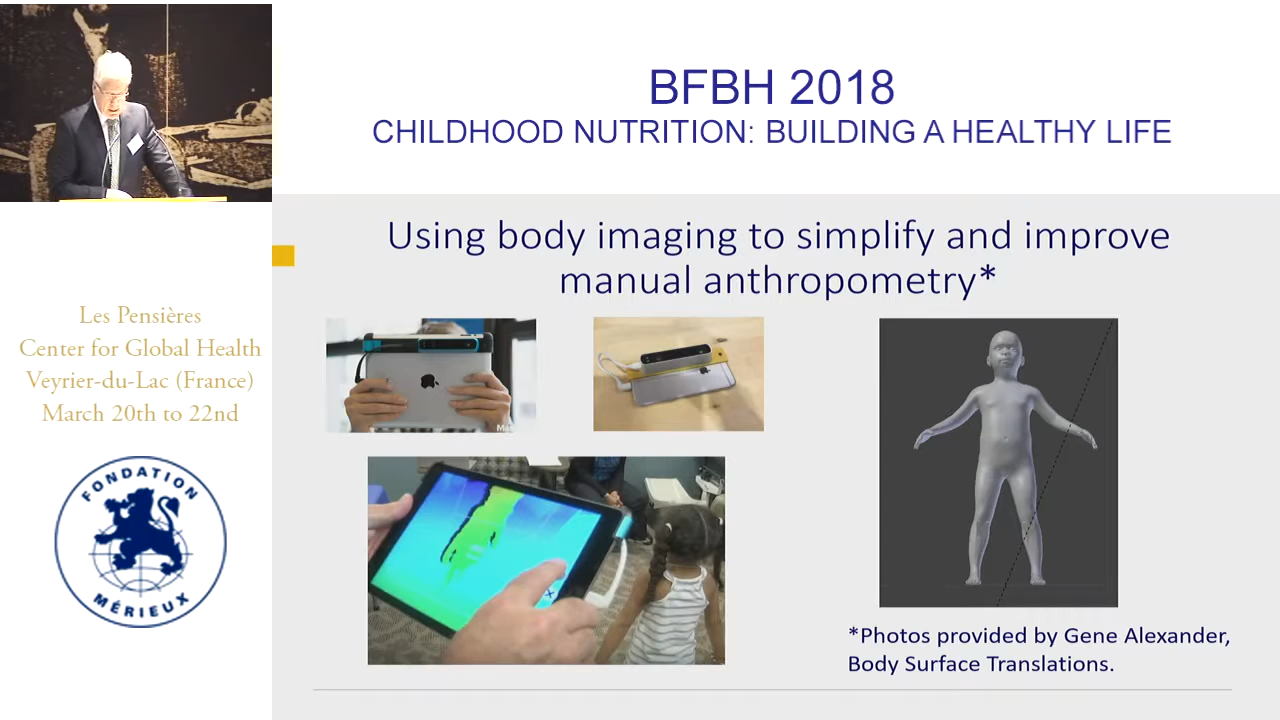 BFBH 2018
CHILDHOOD NUTRITION: BUILDING A HEALTHY LIFE
Using body imaging to simplify and improve
manual anthropometry*
Les Pensières
Center for Global Health
Veyrier-du-Lac (France)
March 20th to 22nd
FONDATION
MÉRIEUX
*Photos provided by Gene Alexander,
Body Surface Translations.